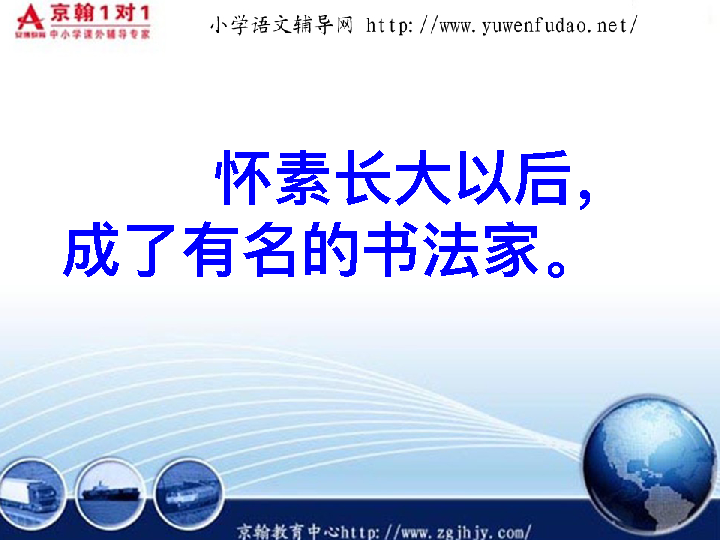 京翰1对1
中小学课外辅导专家
小学语文辅导网 http://www.yuwenfudao.net/
怀素长大以后，
成了有名的书法家。
京翰教育中心http://www.zgjhjy.com/